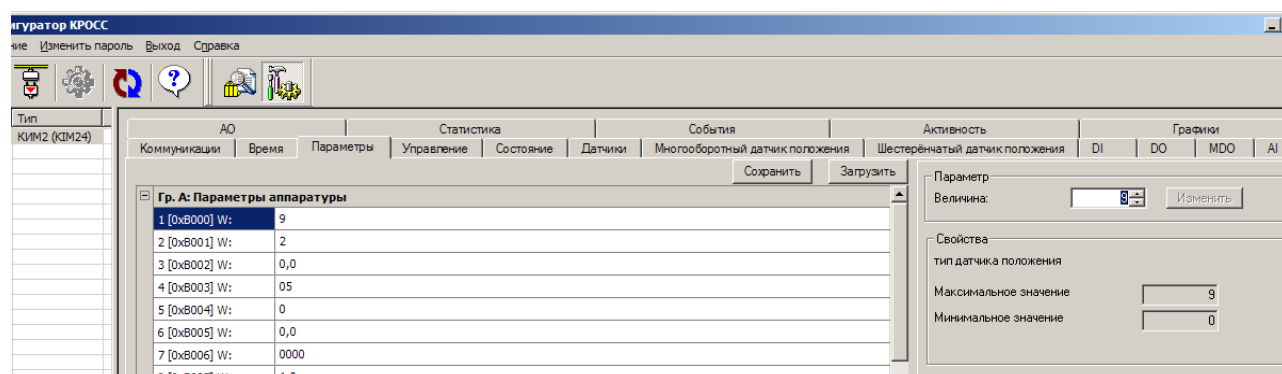 игуратор КРОСС
ние Изменить пароль Выход Справка
Тип
КИМ2 (KIM24)
АО Статистика События Активность Графики
Коммуникации Время Параметры Управление Состояние Датчики Многооборотный датчик положения Шестерёнчатый датчик положения DI DO MDO AI
Сохранить Загрузить
Гр. А: Параметры аппаратуры
1 [0xB000] W: 9
2 [0xB001] W: 2
3 [0xB002] W: 0,0
4 [0xB003] W: 05
5 [0xB004] W: 0
6 [0xB005] W: 0,0
7 [0xB006] W: 0000
Параметр
Величина: 9 Изменить
Свойства
тип датчика положения
Максимальное значение 9
Минимальное значение 0